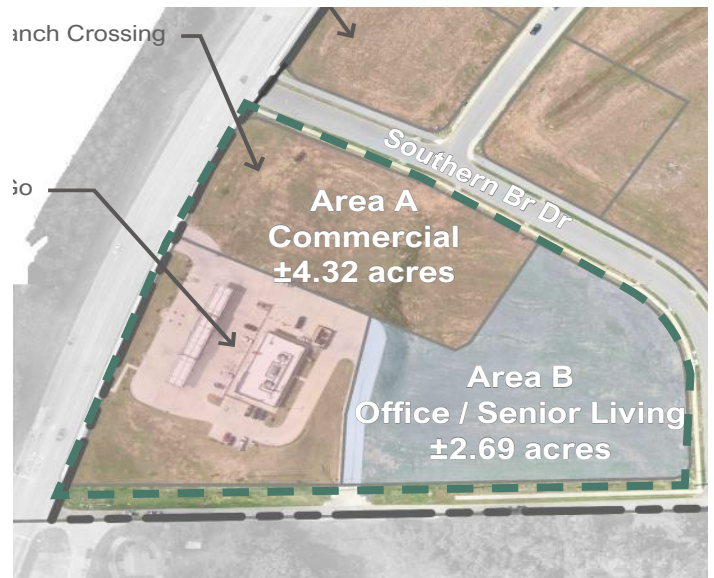 anch Crossing
Southern Br Dr
Go
Area A
Commercial
±4.32 acres
Area B
Office / Senior Living
±2.69 acres